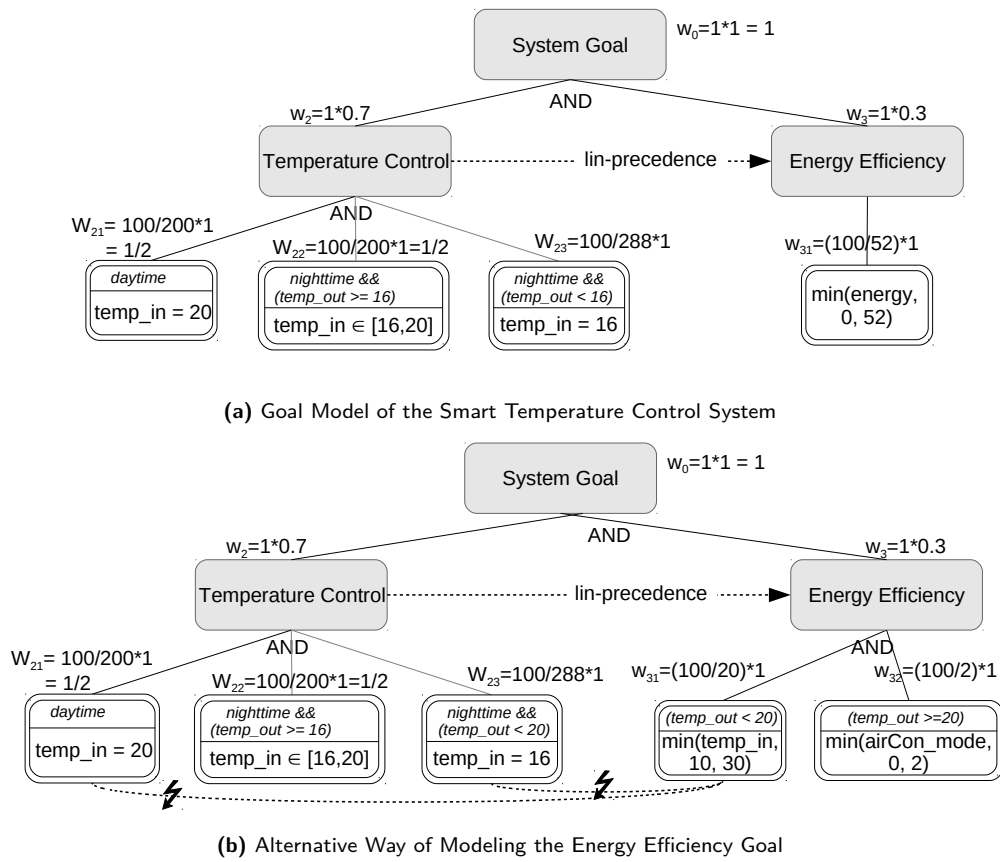 System Goal
w0=1*1 = 1
AND
w2=1*0.7
w3=1*0.3
Temperature Control
lin-precedence
Energy Efficiency
AND
W21= 100/200*1
= 1/2
W22=100/200*1=1/2
W23=100/288*1
w31=(100/52)*1
daytime
temp_in = 20
nighttime &&
(temp_out >= 16)
temp_in ∈ [16,20]
nighttime &&
(temp_out < 16)
temp_in = 16
min(energy,
0, 52)
(a) Goal Model of the Smart Temperature Control System
System Goal
w0=1*1 = 1
AND
w2=1*0.7
w3=1*0.3
Temperature Control
lin-precedence
Energy Efficiency
AND
AND
W21= 100/200*1
= 1/2
W22=100/200*1=1/2
W23=100/288*1
w31=(100/20)*1
w32=(100/2)*1
daytime
temp_in = 20
nighttime &&
(temp_out >= 16)
temp_in ∈ [16,20]
nighttime &&
(temp_out < 20)
temp_in = 16
(temp_out < 20)
min(temp_in,
10, 30)
(temp_out >=20)
min(airCon_mode,
0, 2)
(b) Alternative Way of Modeling the Energy Efficiency Goal